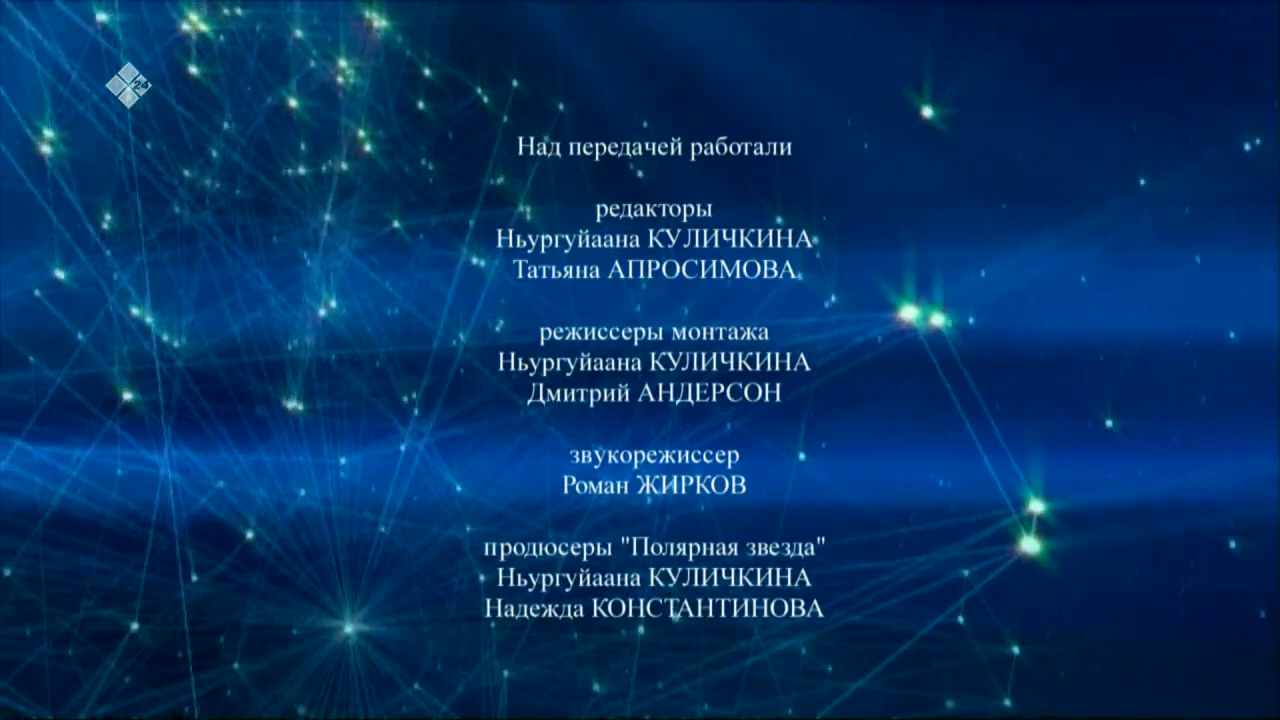 24
Над передачей работали
редакторы
Ньургуйаана КУЛИЧКИНА
Татьяна АПРОСИМОВА
режиссеры монтажа
Ньургуйаана КУЛИЧКИНА
Дмитрий АНДЕРСОН
звукорежиссер
Роман ЖИРКОВ
продюсеры "Полярная звезда"
Ньургуйаана КУЛИЧКИНА
Надежда КОНСТАНТИНОВА